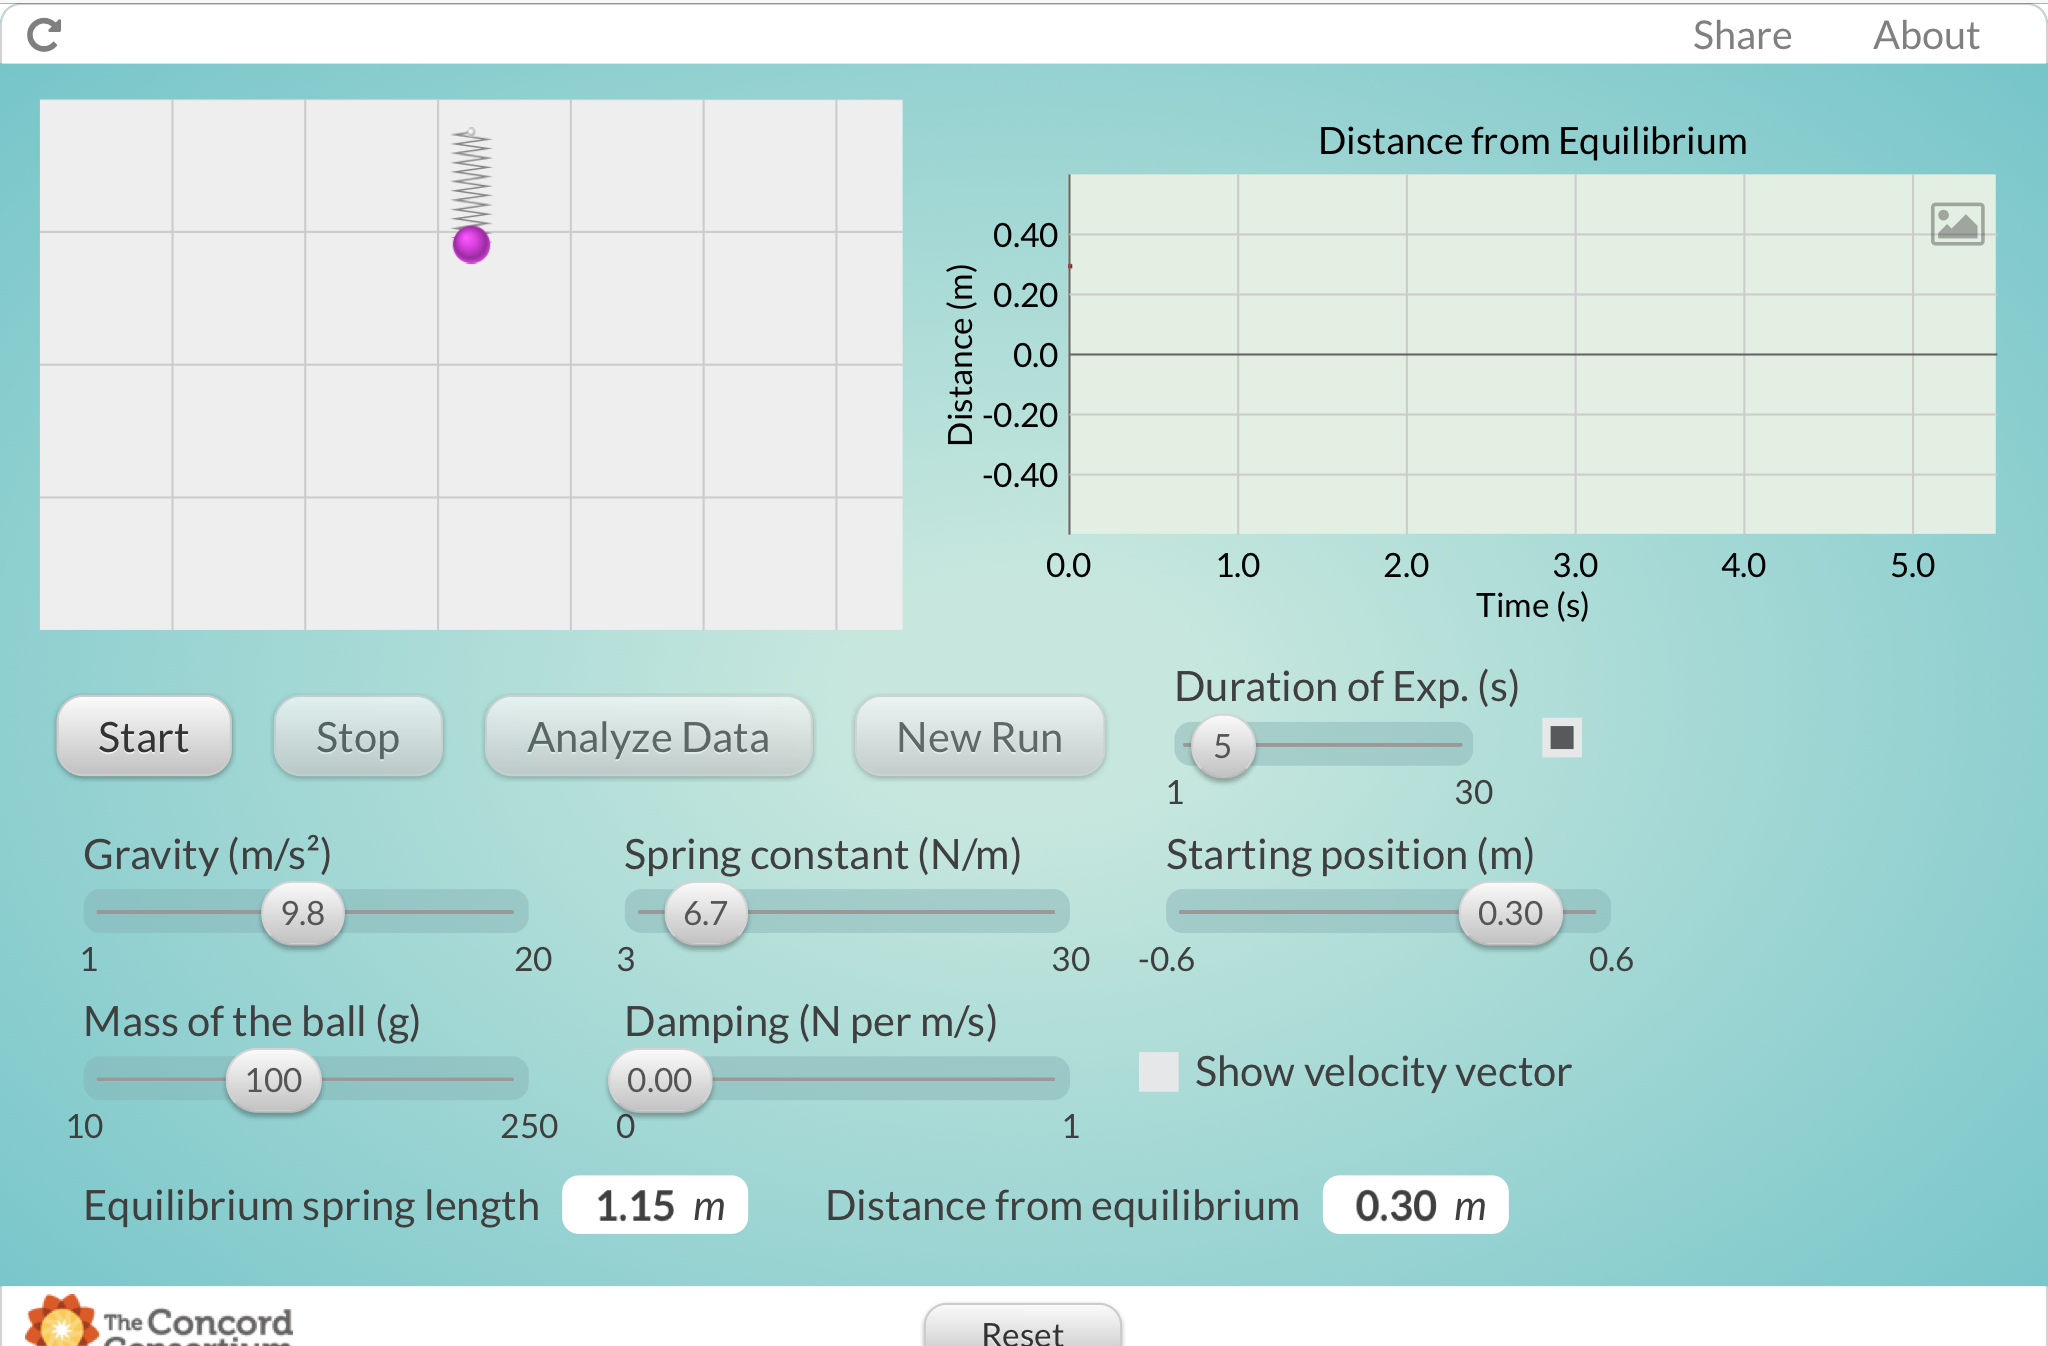 Share About
Distance from Equilibrium
Distance (m)
0.40
0.20
0.0
-0.20
-0.40
0.0 1.0 2.0 3.0 4.0 5.0
Time (s)
Start Stop Analyze Data New Run
Duration of Exp. (s)
5
1 30
Gravity (m/s²)
9.8
1 20
Spring constant (N/m)
6.7
3 30
Starting position (m)
0.30
-0.6 0.6
Mass of the ball (g)
100
10 250
Damping (N per m/s)
0.00
0 1
Show velocity vector
Equilibrium spring length 1.15 m
Distance from equilibrium 0.30 m
The Concord
Consortium
Reset